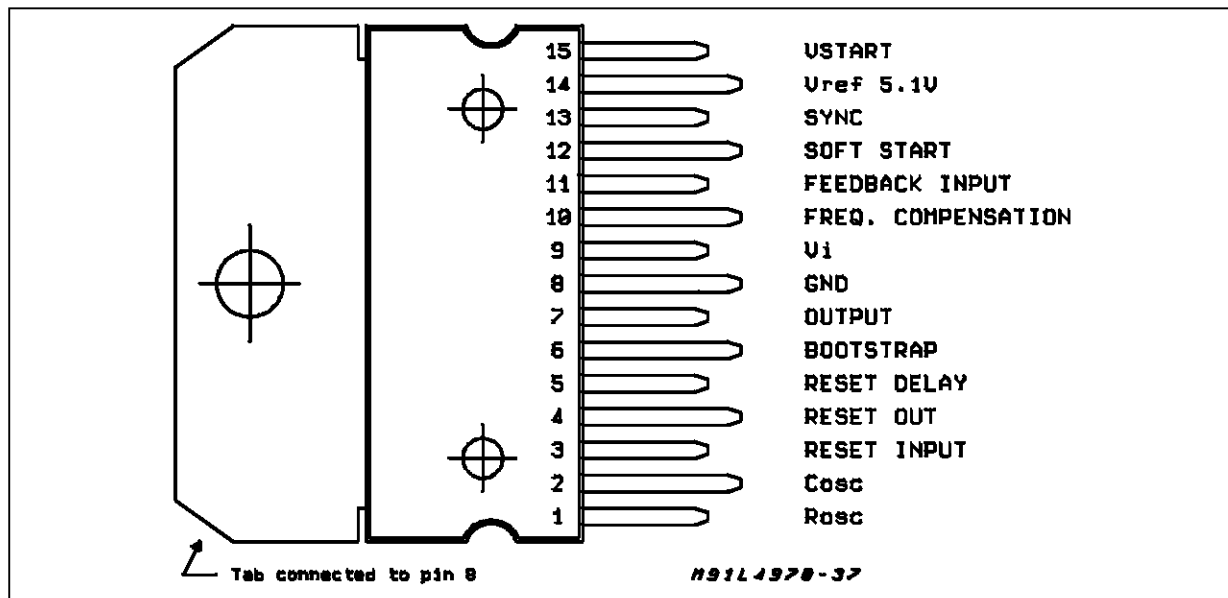 15 VSTART
14 Vref 5.1V
13 SYNC
12 SOFT START
11 FEEDBACK INPUT
10 FREQ. COMPENSATION
9 Vi
8 GND
7 OUTPUT
6 BOOTSTRAP
5 RESET DELAY
4 RESET OUT
3 RESET INPUT
2 Cosc
1 Rosc
Tab connected to pin 8
M91L4970-37